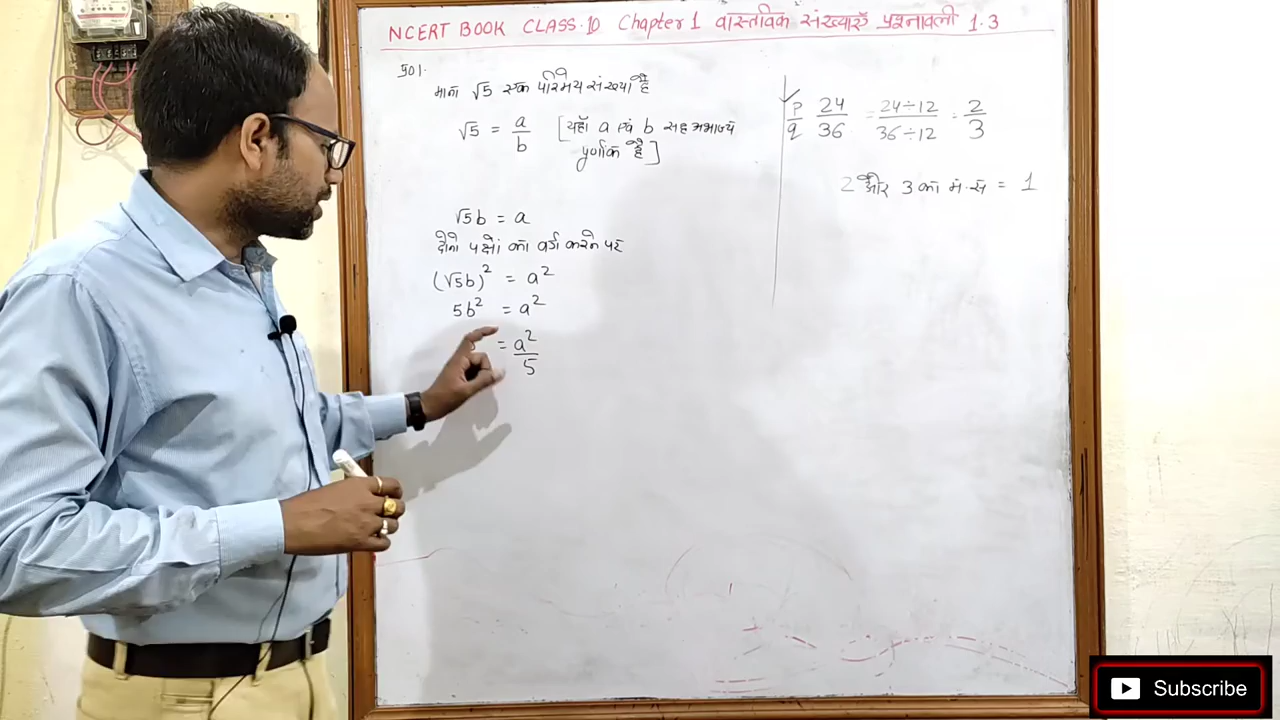 NCERT BOOK CLASS-10 Chapter 1 वास्तविक संख्याएँ प्रश्नावली 1.3
माना √5 एक परिमेय संख्या है
√5 = a/b [यहाँ a एवं b सह अभाज्य
पूर्णांक है]
√5b = a
दोनो पक्षों का वर्ग करने पर
(√5b)² = a²
5b² = a²
= a²/5
p/q 24/36 = 24÷12/36÷12 = 2/3
2 और 3 का म.स = 1
Subscribe